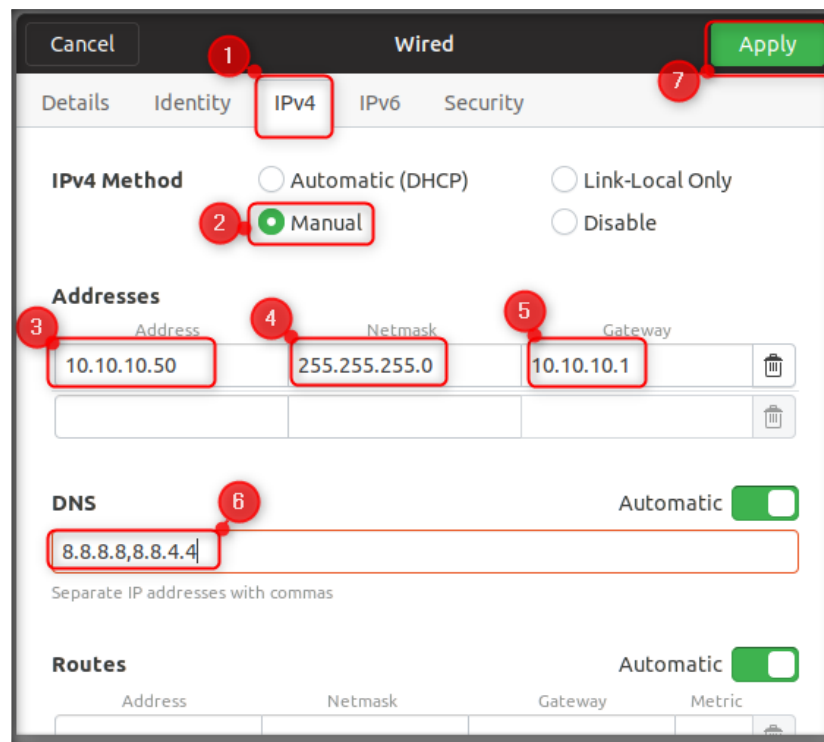 Cancel Wired Apply
1 7
Details Identity IPv4 IPv6 Security
IPv4 Method Automatic (DHCP) Link-Local Only
2 Manual Disable
Addresses
3 4 5
Address Netmask Gateway
10.10.10.50 255.255.255.0 10.10.10.1
DNS 6 Automatic
8.8.8.8,8.8.4.4
Separate IP addresses with commas
Routes Automatic
Address Netmask Gateway Metric